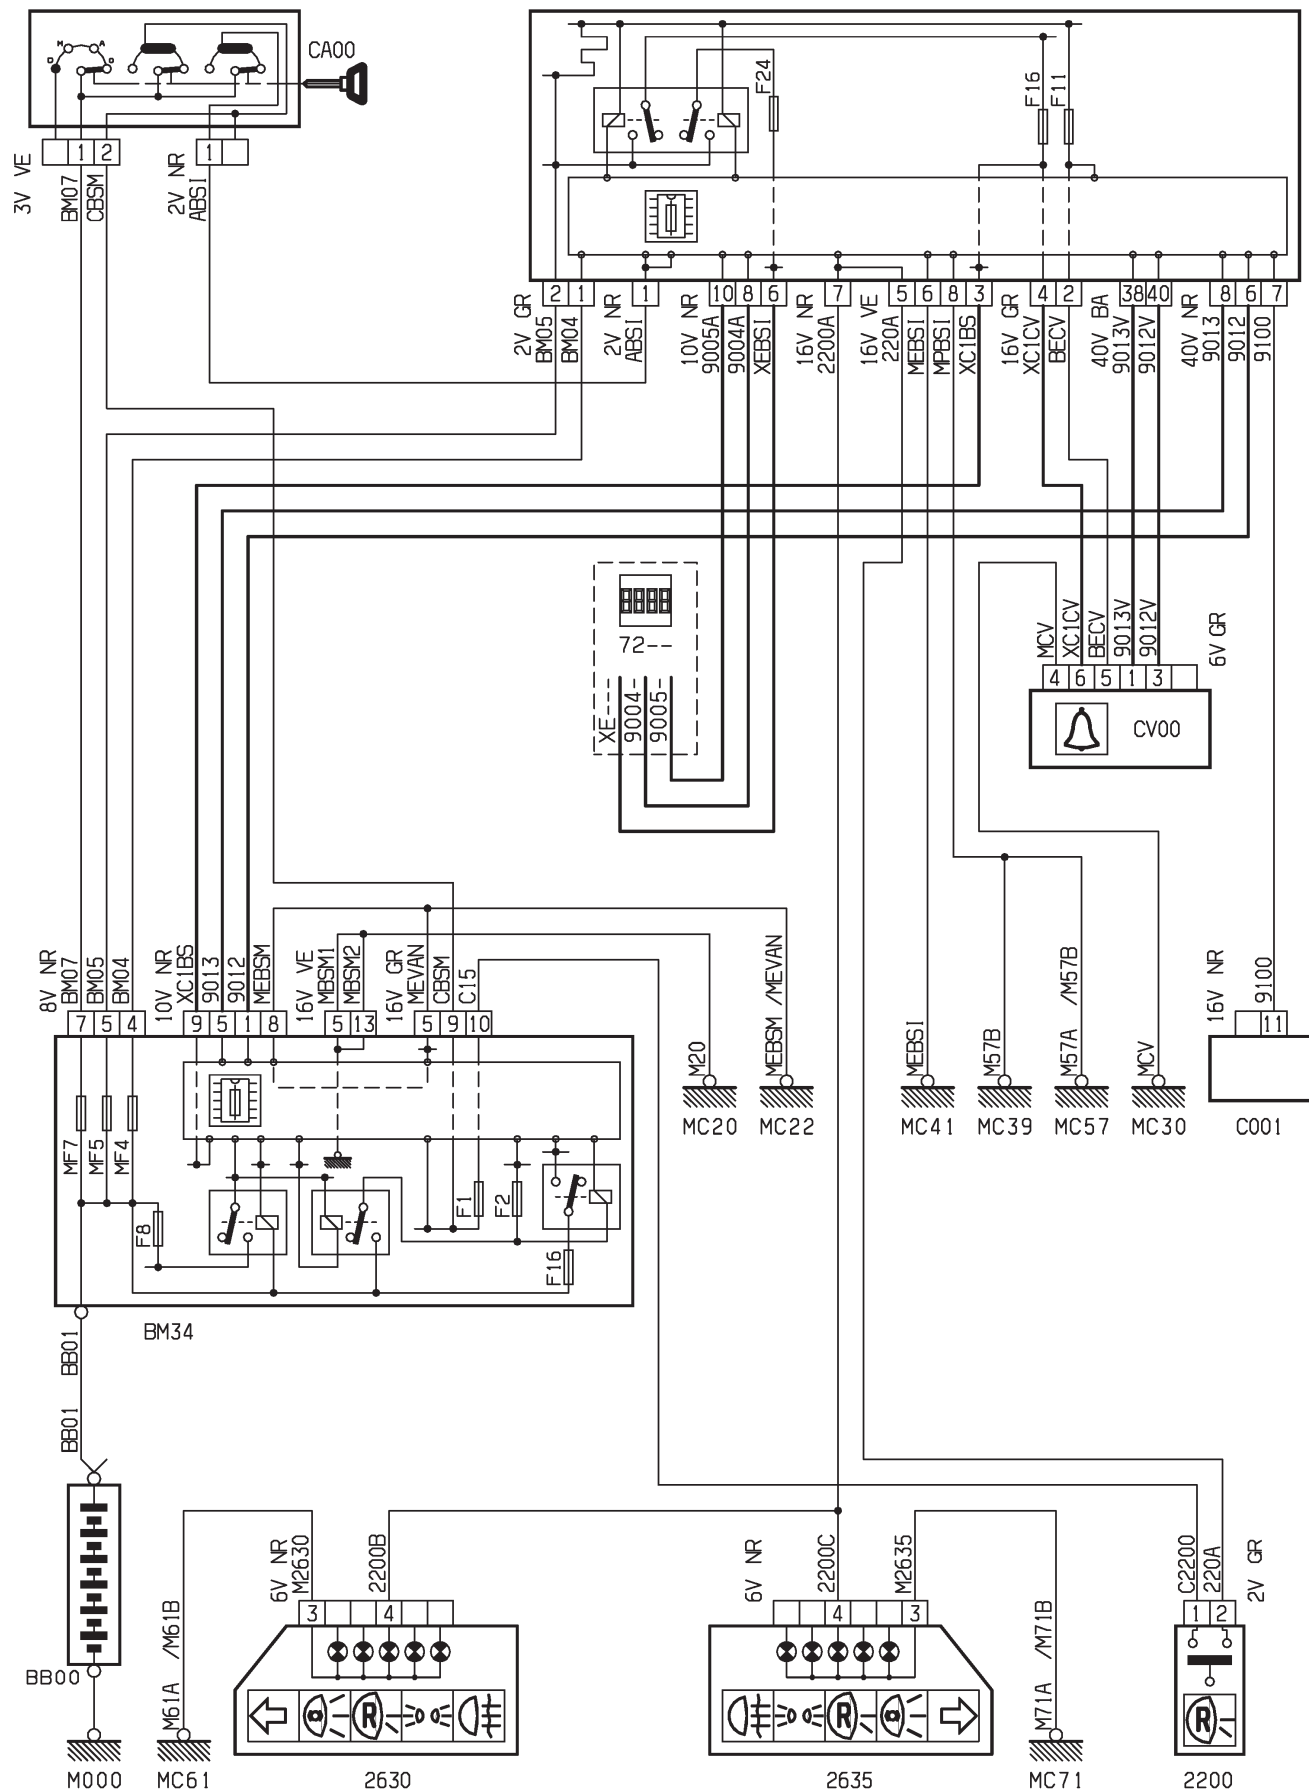 H A
D D
CA00
F24
F16
F11
3V VE
1 2
BM07
CBSM
2V NR
1
ABSI
2V GR
2 1
BM05
BM04
2V NR
1
ABSI
10V NR
10 8 6
9005A
9004A
XEBSI
16V NR
7
2200A
16V VE
5 6 8 3
220A
MEBSI
MPBSI
XC1BS
16V GR
4 2
XC1CV
BECV
40V BA
38 40
9013V
9012V
40V NR
8 6 7
9013
9012
9100
72--
XE----
9004-
9005-
MCV
XC1CV
BECV
9013V
9012V
6V GR
4 6 5 1 3
CV00
8V NR
BM07
BM05
BM04
7 5 4
10V NR
XC1BS
9013
9012
MEBSM
9 5 1 8
16V VE
MBSM1
MBSM2
5 13
16V GR
MEVAN
CBSM
C15
5 9 10
M20
MEBSM /MEVAN
MEBSI
M57B
M57A /M57B
MCV
16V NR
9100
11
MC20 MC22 MC41 MC39 MC57 MC30 C001
MF7
MF5
MF4
F8
F1
F2
F16
BM34
BB01
BB01
BB00
M000
M61A /M61B
MC61
6V NR
M2630
2200B
3 4
R
2630
6V NR
2200C
M2635
4 3
R
2635
M71A /M71B
MC71
C2200
220A
2V GR
1 2
R
2200